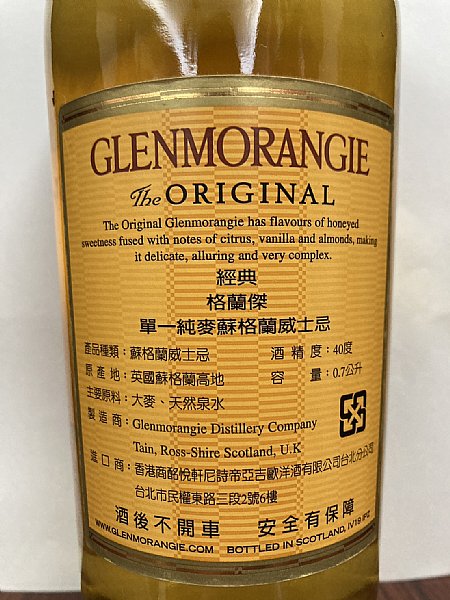 GLENMORANGIE
The ORIGINAL
The Original Glenmorangie has flavours of honeyed
sweetness fused with notes of citrus, vanilla and almonds, making
it delicate, alluring and very complex.
經典
格蘭傑
單一純麥蘇格蘭威士忌
產品種類：蘇格蘭威士忌 酒精度：40度
原產地：英國蘇格蘭高地 容量：0.7公升
主要原料：大麥、天然泉水
製造商：Glenmorangie Distillery Company
Tain, Ross-Shire Scotland, U.K
進口商：香港商酩悅軒尼詩帝亞吉歐洋酒有限公司台北分公司
台北市民權東路三段2號6樓
酒後不開車 安全有保障
WWW.GLENMORANGIE.COM BOTTLED IN SCOTLAND, IV19 1PZ